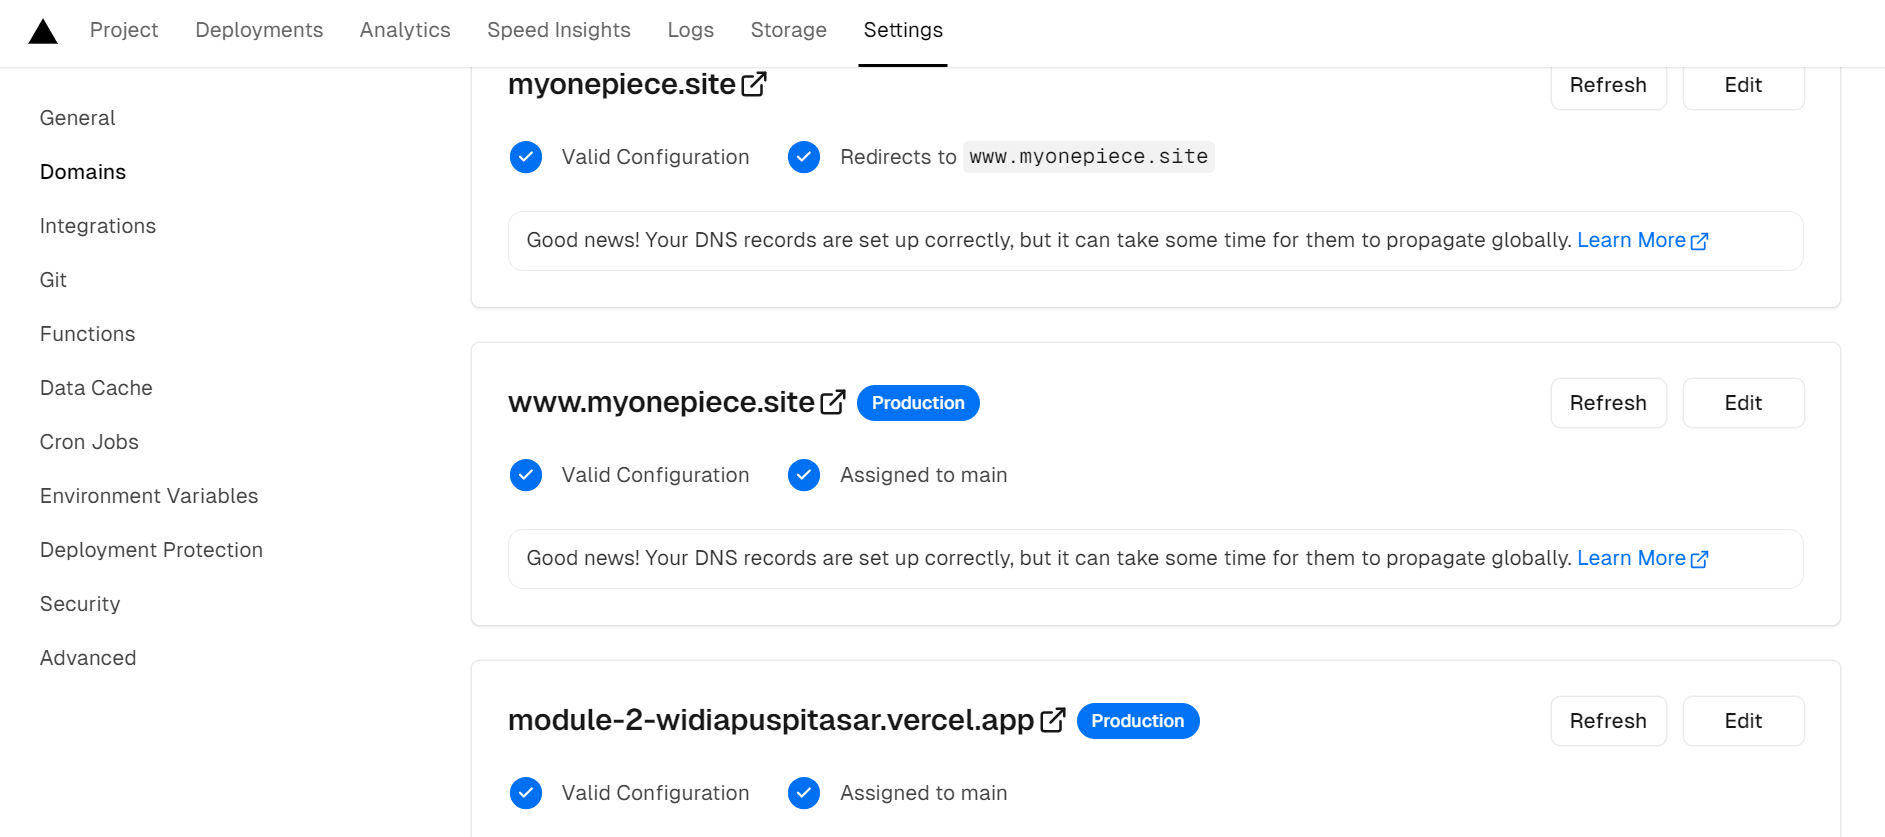 Project Deployments Analytics Speed Insights Logs Storage Settings
General
Domains
Integrations
Git
Functions
Data Cache
Cron Jobs
Environment Variables
Deployment Protection
Security
Advanced
myonepiece.site Refresh Edit
Valid Configuration Redirects to www.myonepiece.site
Good news! Your DNS records are set up correctly, but it can take some time for them to propagate globally. Learn More
www.myonepiece.site Production Refresh Edit
Valid Configuration Assigned to main
Good news! Your DNS records are set up correctly, but it can take some time for them to propagate globally. Learn More
module-2-widiapuspitasar.vercel.app Production Refresh Edit
Valid Configuration Assigned to main